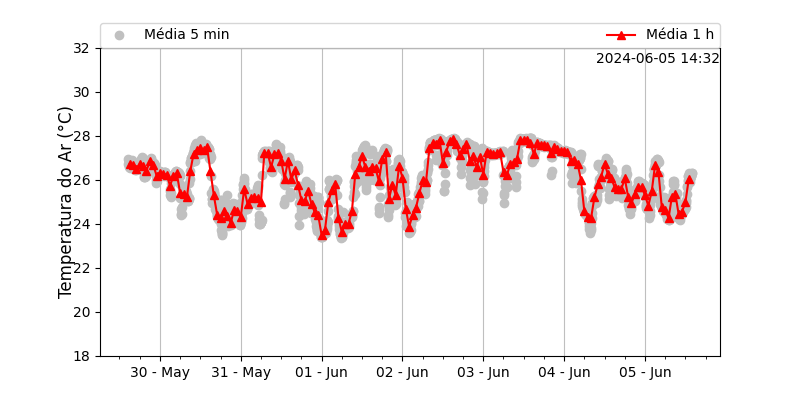 Média 5 min
Média 1 h
2024-06-05 14:32
Temperatura do Ar (°C)
32
30
28
26
24
22
20
18
30 - May
31 - May
01 - Jun
02 - Jun
03 - Jun
04 - Jun
05 - Jun